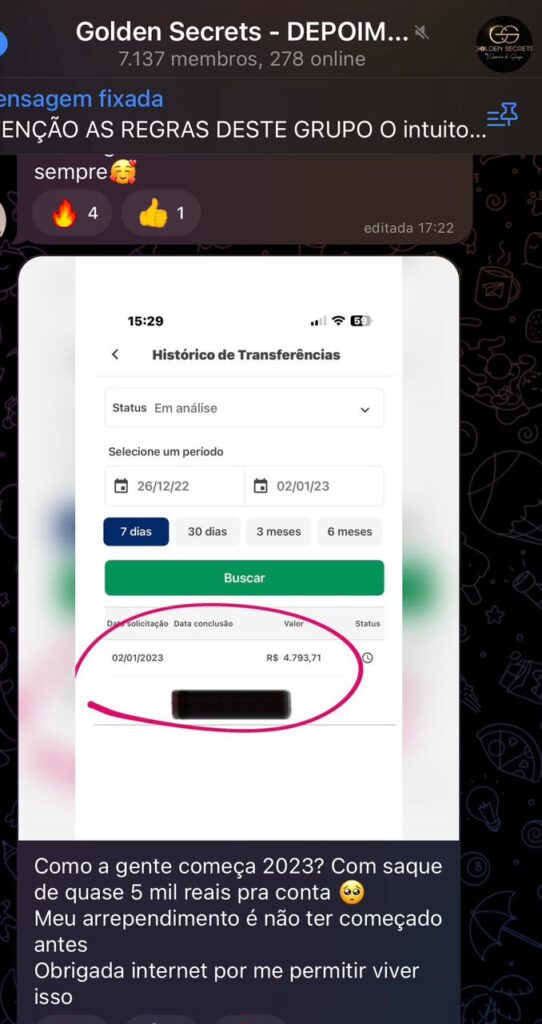 Golden Secrets - DEPOIM...
7.137 membros, 278 online
GOLDEN SECRETS
ensagem fixada
TENÇÃO AS REGRAS DESTE GRUPO O intuito...
sempre🥰
🔥 4 👍 1
editada 17:22
15:29
59
Histórico de Transferências
Status Em análise
Selecione um período
26/12/22 02/01/23
7 dias 30 dias 3 meses 6 meses
Buscar
Data solicitação Data conclusão Valor Status
02/01/2023 R$ 4.793,71
Como a gente começa 2023? Com saque
de quase 5 mil reais pra conta 🥺
Meu arrependimento é não ter começado
antes
Obrigada internet por me permitir viver
isso